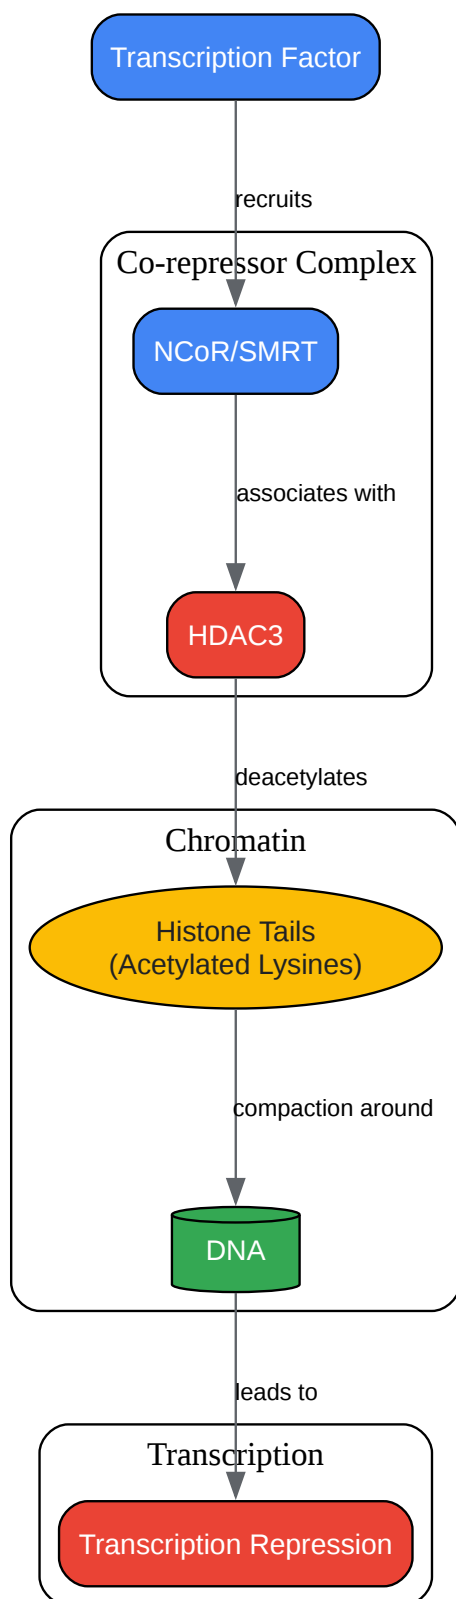 Transcription Factor
recruits
Co-repressor Complex
NCoR/SMRT
associates with
HDAC3
deacetylates
Chromatin
Histone Tails
(Acetylated Lysines)
compaction around
DNA
leads to
Transcription
Transcription Repression